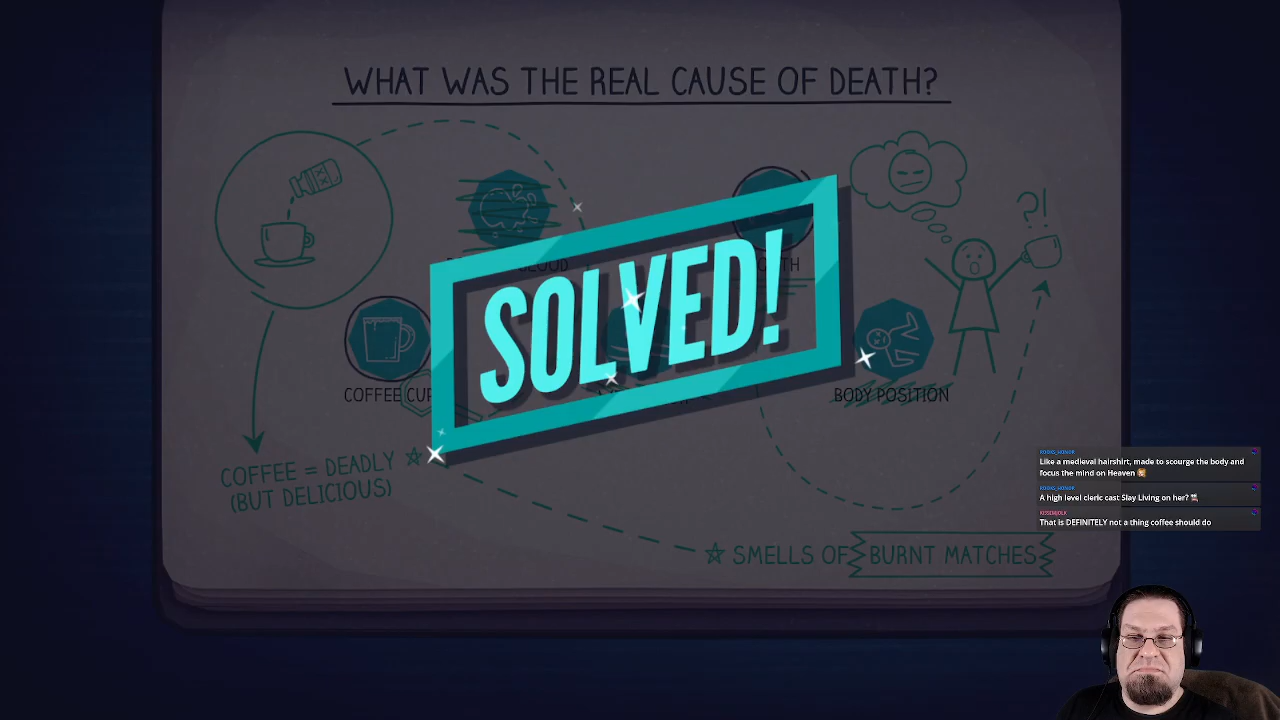 WHAT WAS THE REAL CAUSE OF DEATH?
?!
SOLVED!
COFFEE CUP
BODY POSITION
COFFEE = DEADLY
(BUT DELICIOUS)
SMELLS OF BURNT MATCHES
ROOKS_HONOR
Like a medieval hairshirt, made to scourge the body and
focus the mind on Heaven
ROOKS_HONOR
A high level cleric cast Slay Living on her?
That is DEFINITELY not a thing coffee should do